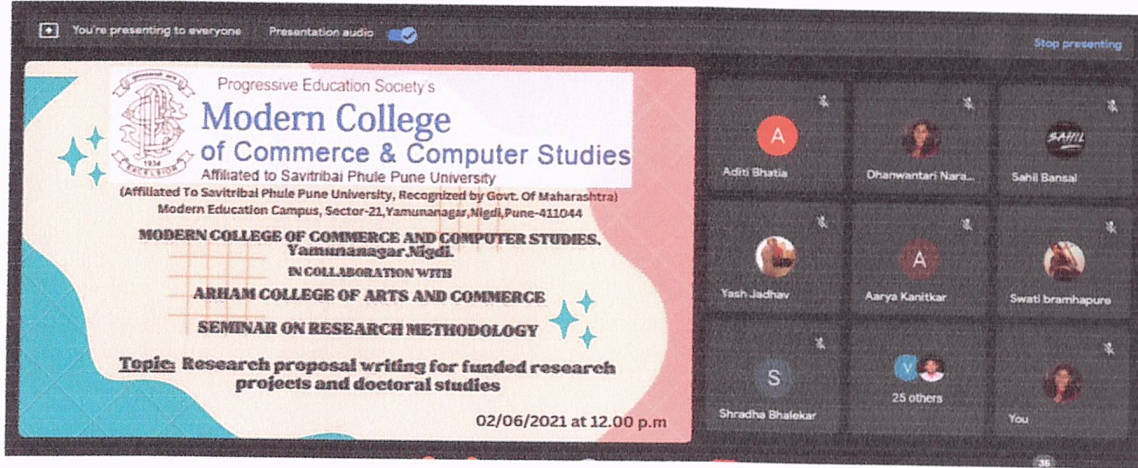 You're presenting to everyone
Presentation audio
Stop presenting
Progressive Education Society's
Modern College
of Commerce & Computer Studies
Affiliated to Savitribai Phule Pune University
1934
EXCELSIOR
(Affiliated To Savitribai Phule Pune University, Recognized by Govt. Of Maharashtra)
Modern Education Campus, Sector-21,Yamunanagar,Nigdi,Pune-411044
MODERN COLLEGE OF COMMERCE AND COMPUTER STUDIES,
Yamunanagar,Nigdi.
IN COLLABORATION WITH
ARHAM COLLEGE OF ARTS AND COMMERCE
SEMINAR ON RESEARCH METHODOLOGY
Topic: Research proposal writing for funded research
projects and doctoral studies
02/06/2021 at 12.00 p.m
A
Aditi Bhatia
Dhanwantari Nara...
SAHIL
Sahil Bansal
Yash Jadhav
A
Aarya Kanitkar
Swati bramhapure
S
Shradha Bhalekar
V
25 others
You
35